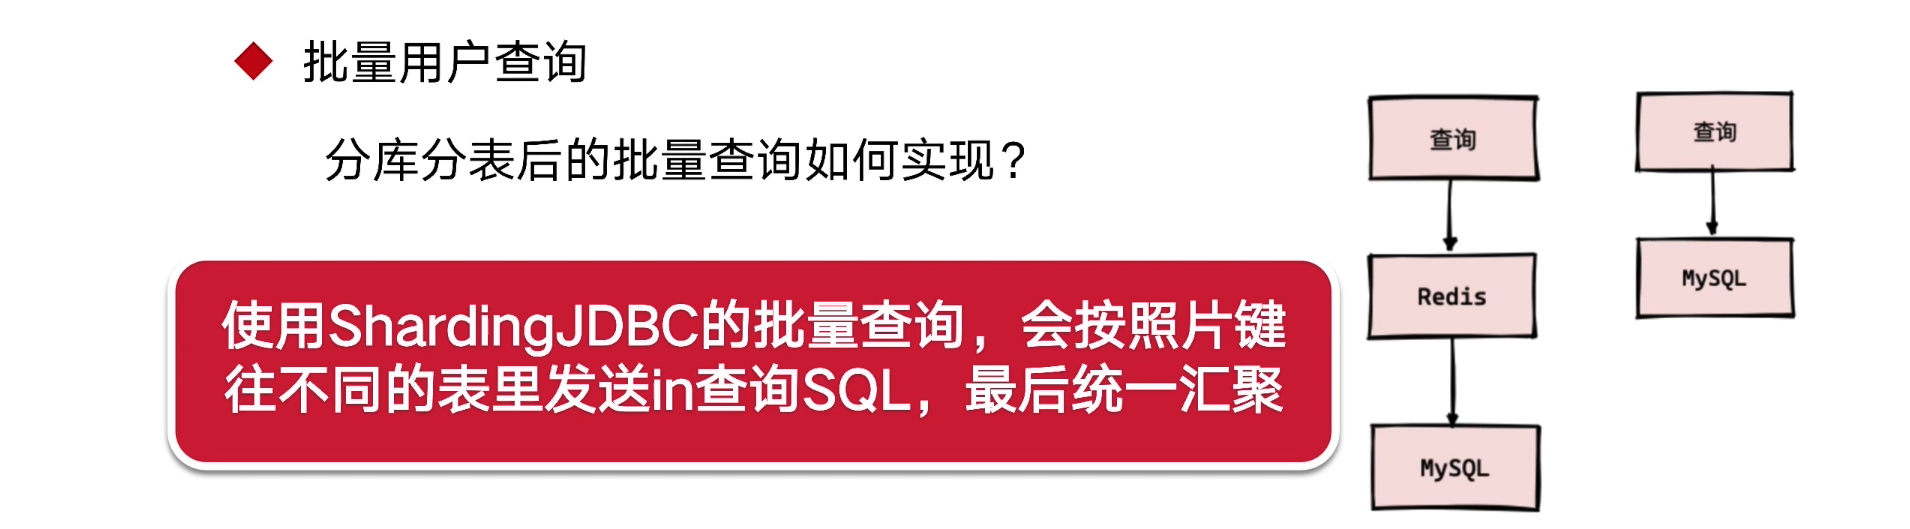 批量用户查询
分库分表后的批量查询如何实现?
使用ShardingJDBC的批量查询，会按照片键
往不同的表里发送in查询SQL，最后统一汇聚
查询
Redis
MySQL
查询
MySQL